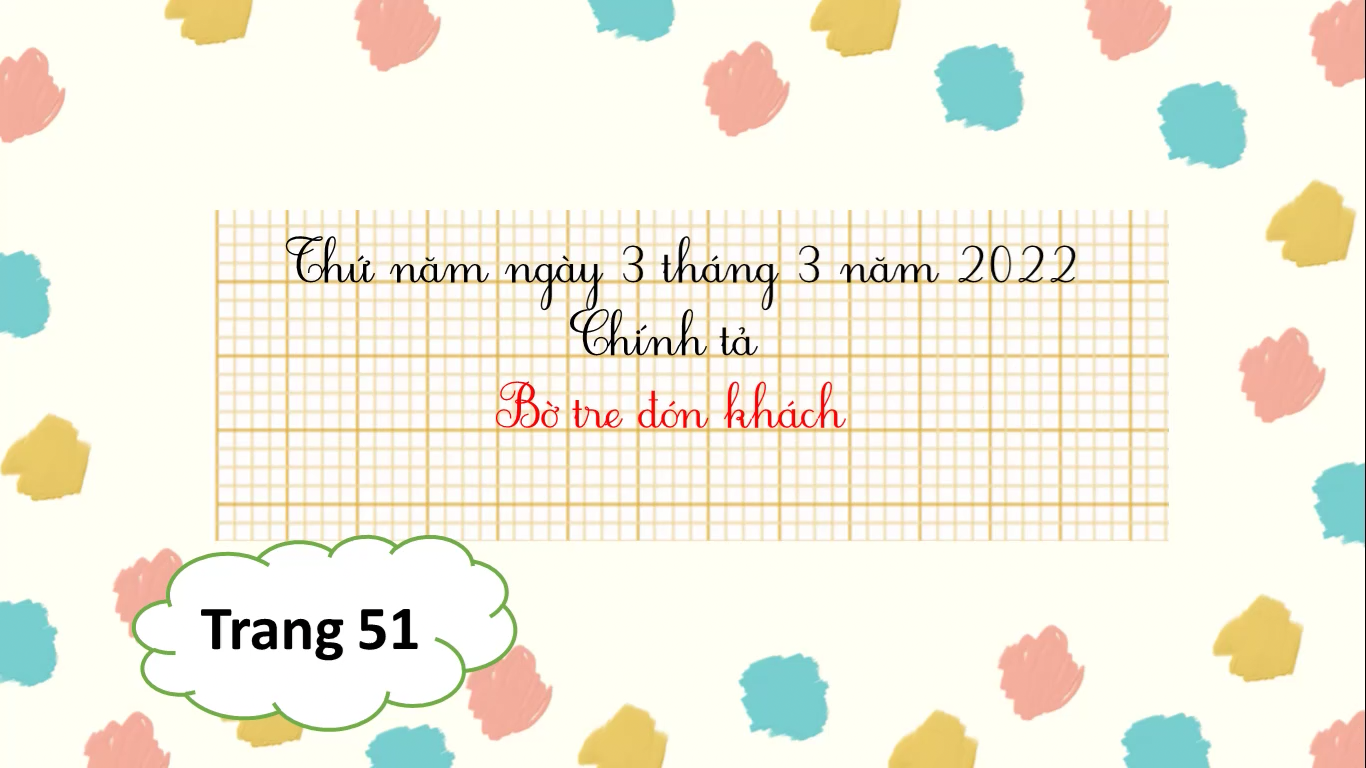 Thứ năm ngày 3 tháng 3 năm 2022
Chính tả
Bờ tre đón khách
Trang 51